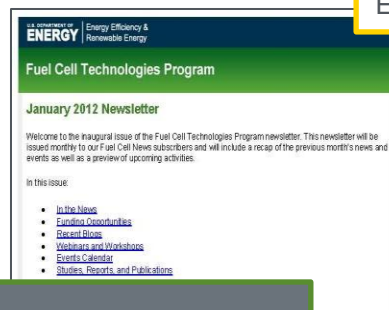 E
U.S. DEPARTMENT OF
ENERGY
Energy Efficiency &
Renewable Energy
Fuel Cell Technologies Program
January 2012 Newsletter
Welcome to the inaugural issue of the Fuel Cell Technologies Program newsletter. This newsletter will be
issued monthly to our Fuel Cell News subscribers and will include a recap of the previous month's news and
events as well as a preview of upcoming activities.
In this issue:
• In the News
• Funding Opportunities
• Recent Blogs
• Webinars and Workshops
• Events Calendar
• Studies, Reports, and Publications